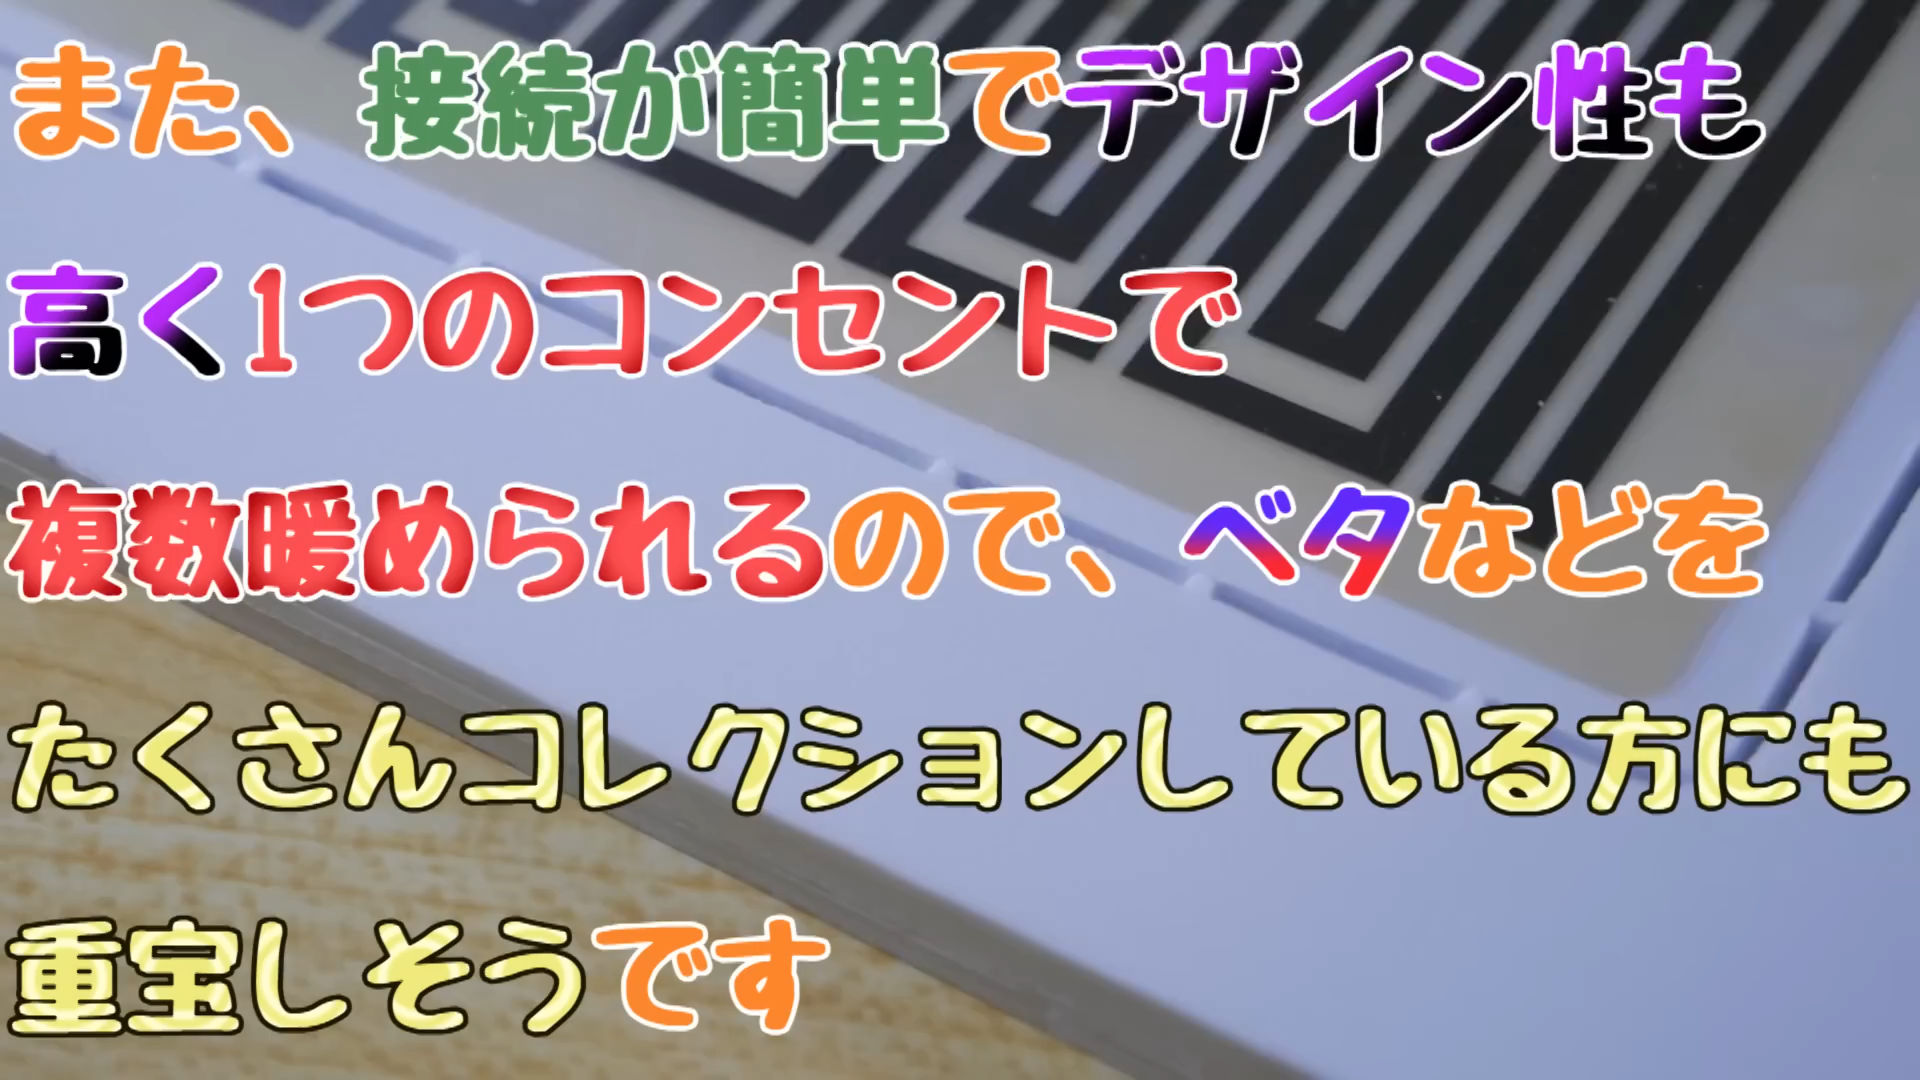 また、接続が簡単でデザイン性も
高く1つのコンセントで
複数暖められるので、ベタなどを
たくさんコレクションしている方にも
重宝しそうです